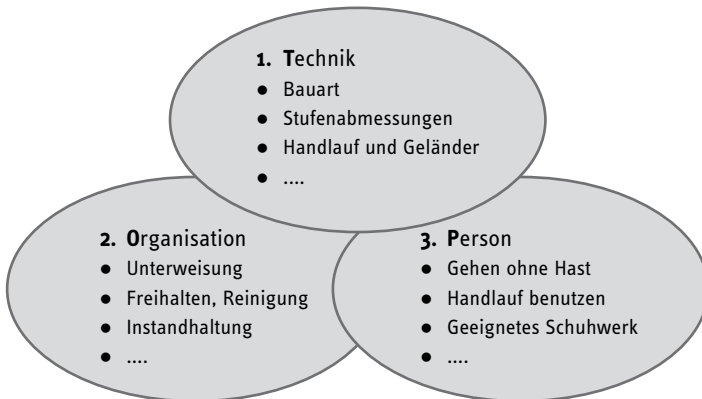 1. Technik
● Bauart
● Stufenabmessungen
● Handlauf und Geländer
● ....
2. Organisation
● Unterweisung
● Freihalten, Reinigung
● Instandhaltung
● ....
3. Person
● Gehen ohne Hast
● Handlauf benutzen
● Geeignetes Schuhwerk
● ....